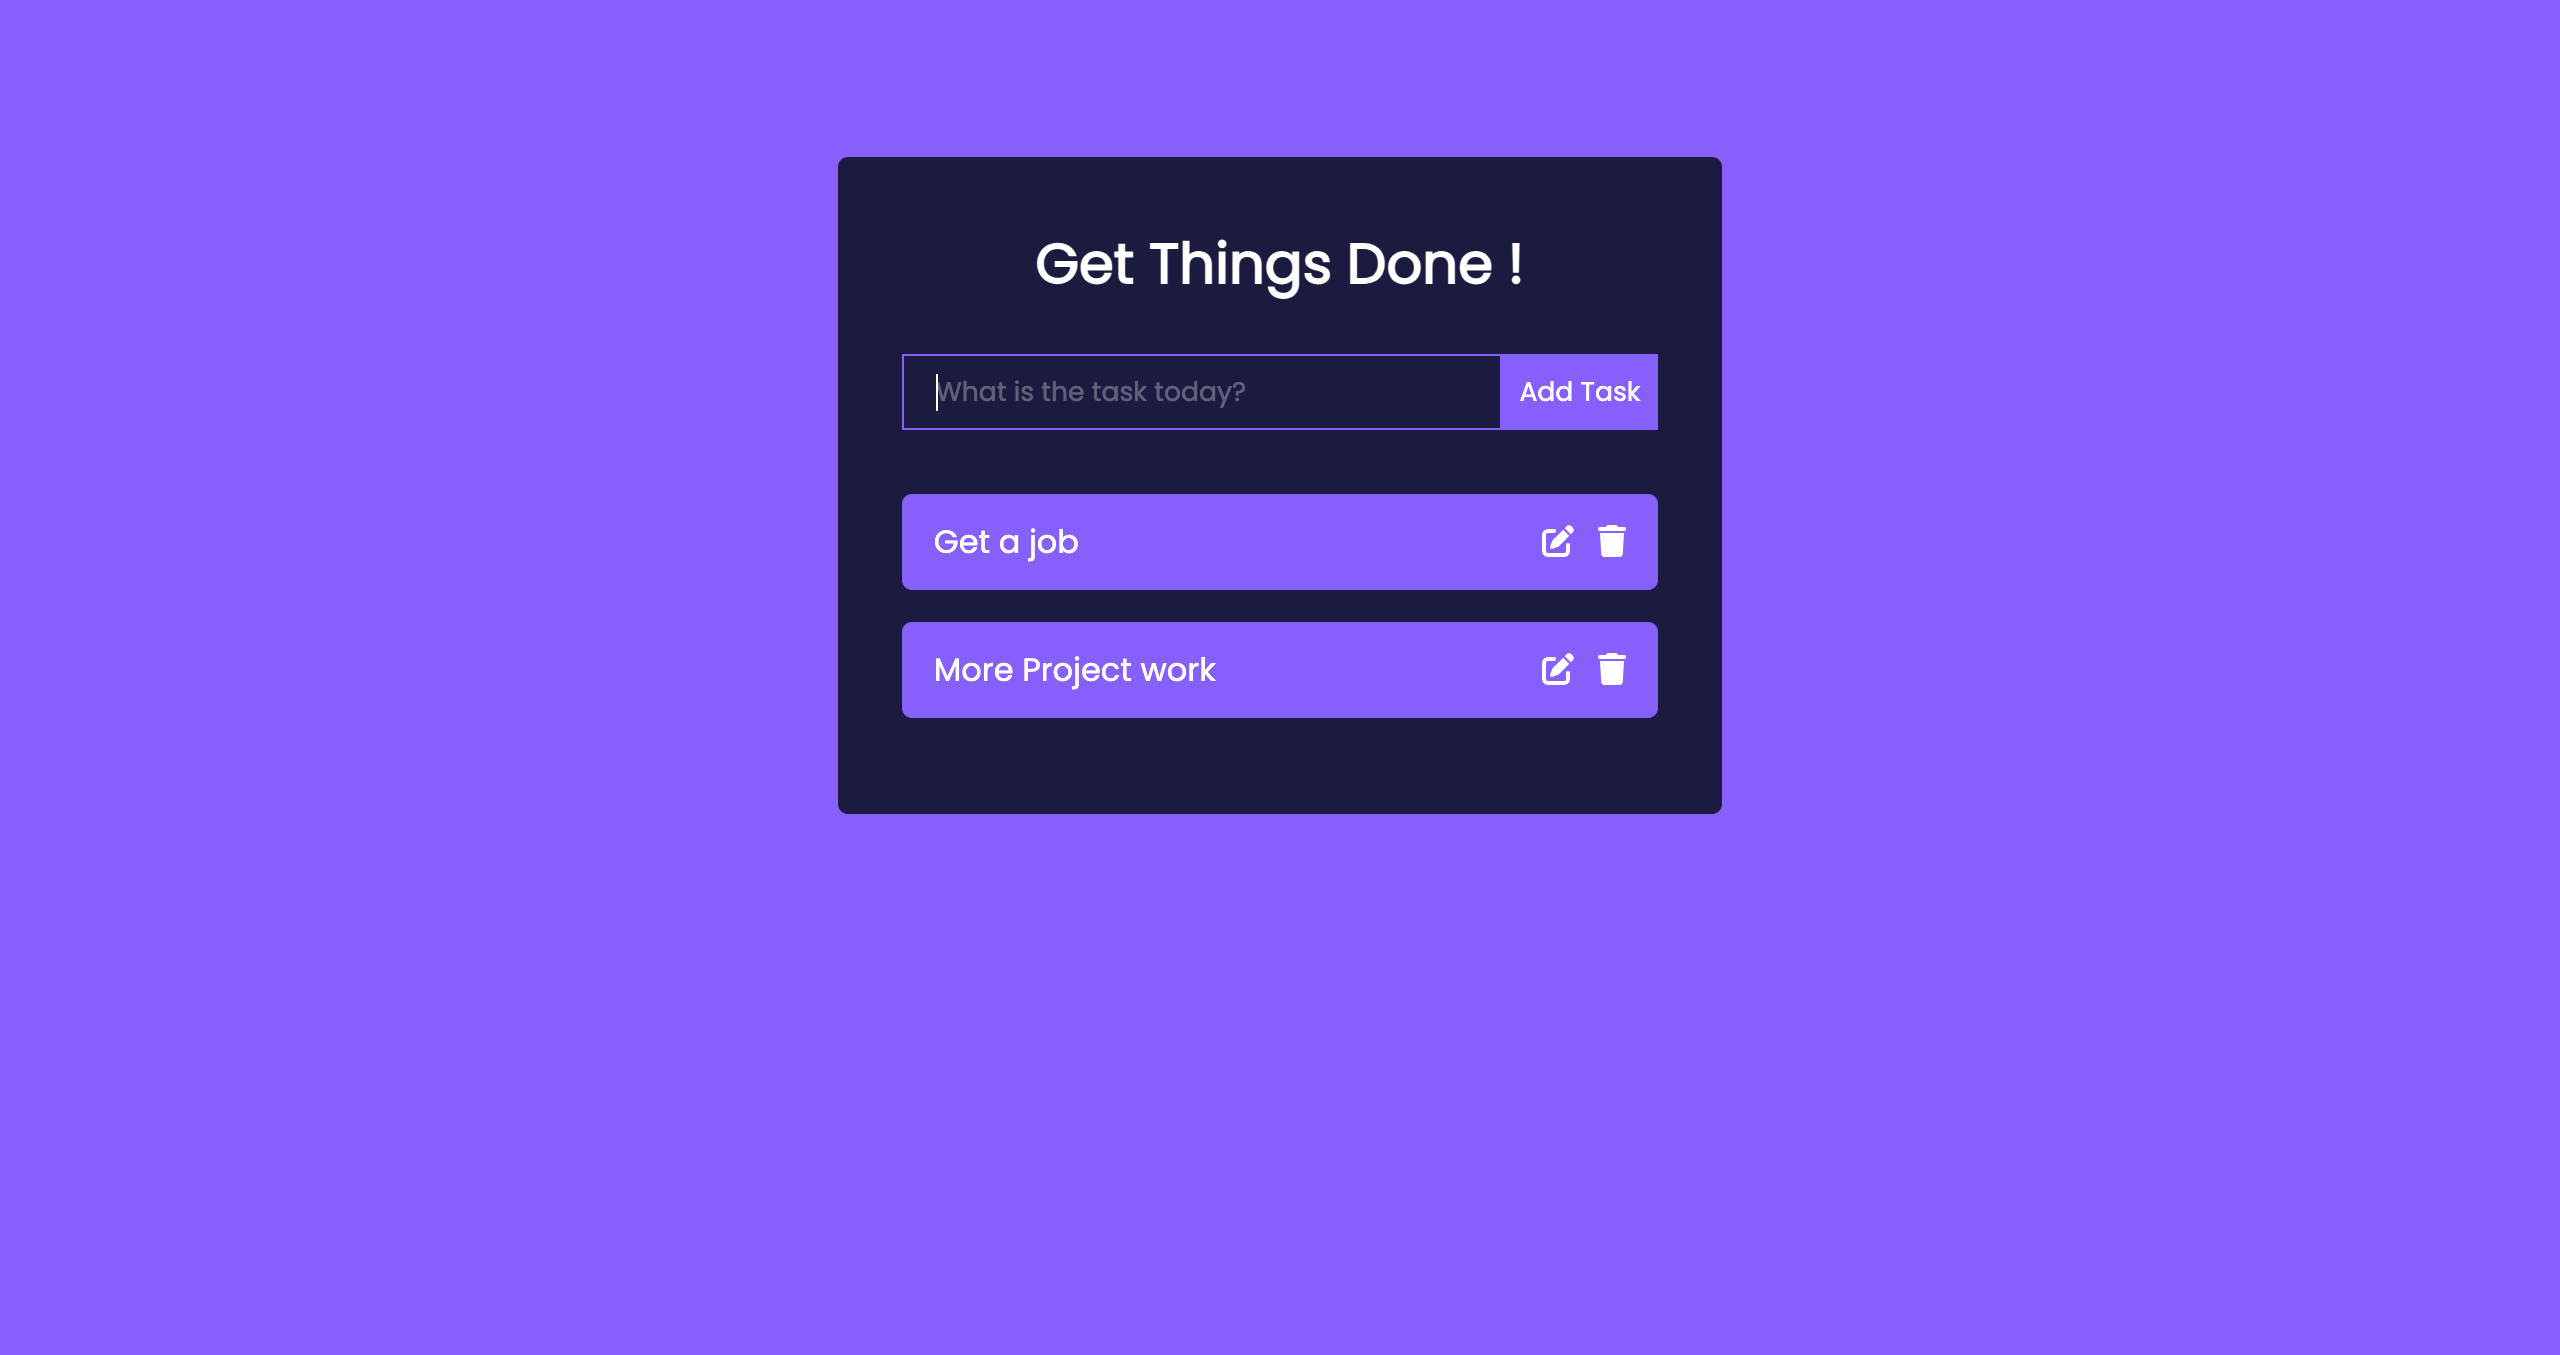 Get Things Done !
What is the task today?
Add Task
Get a job
More Project work